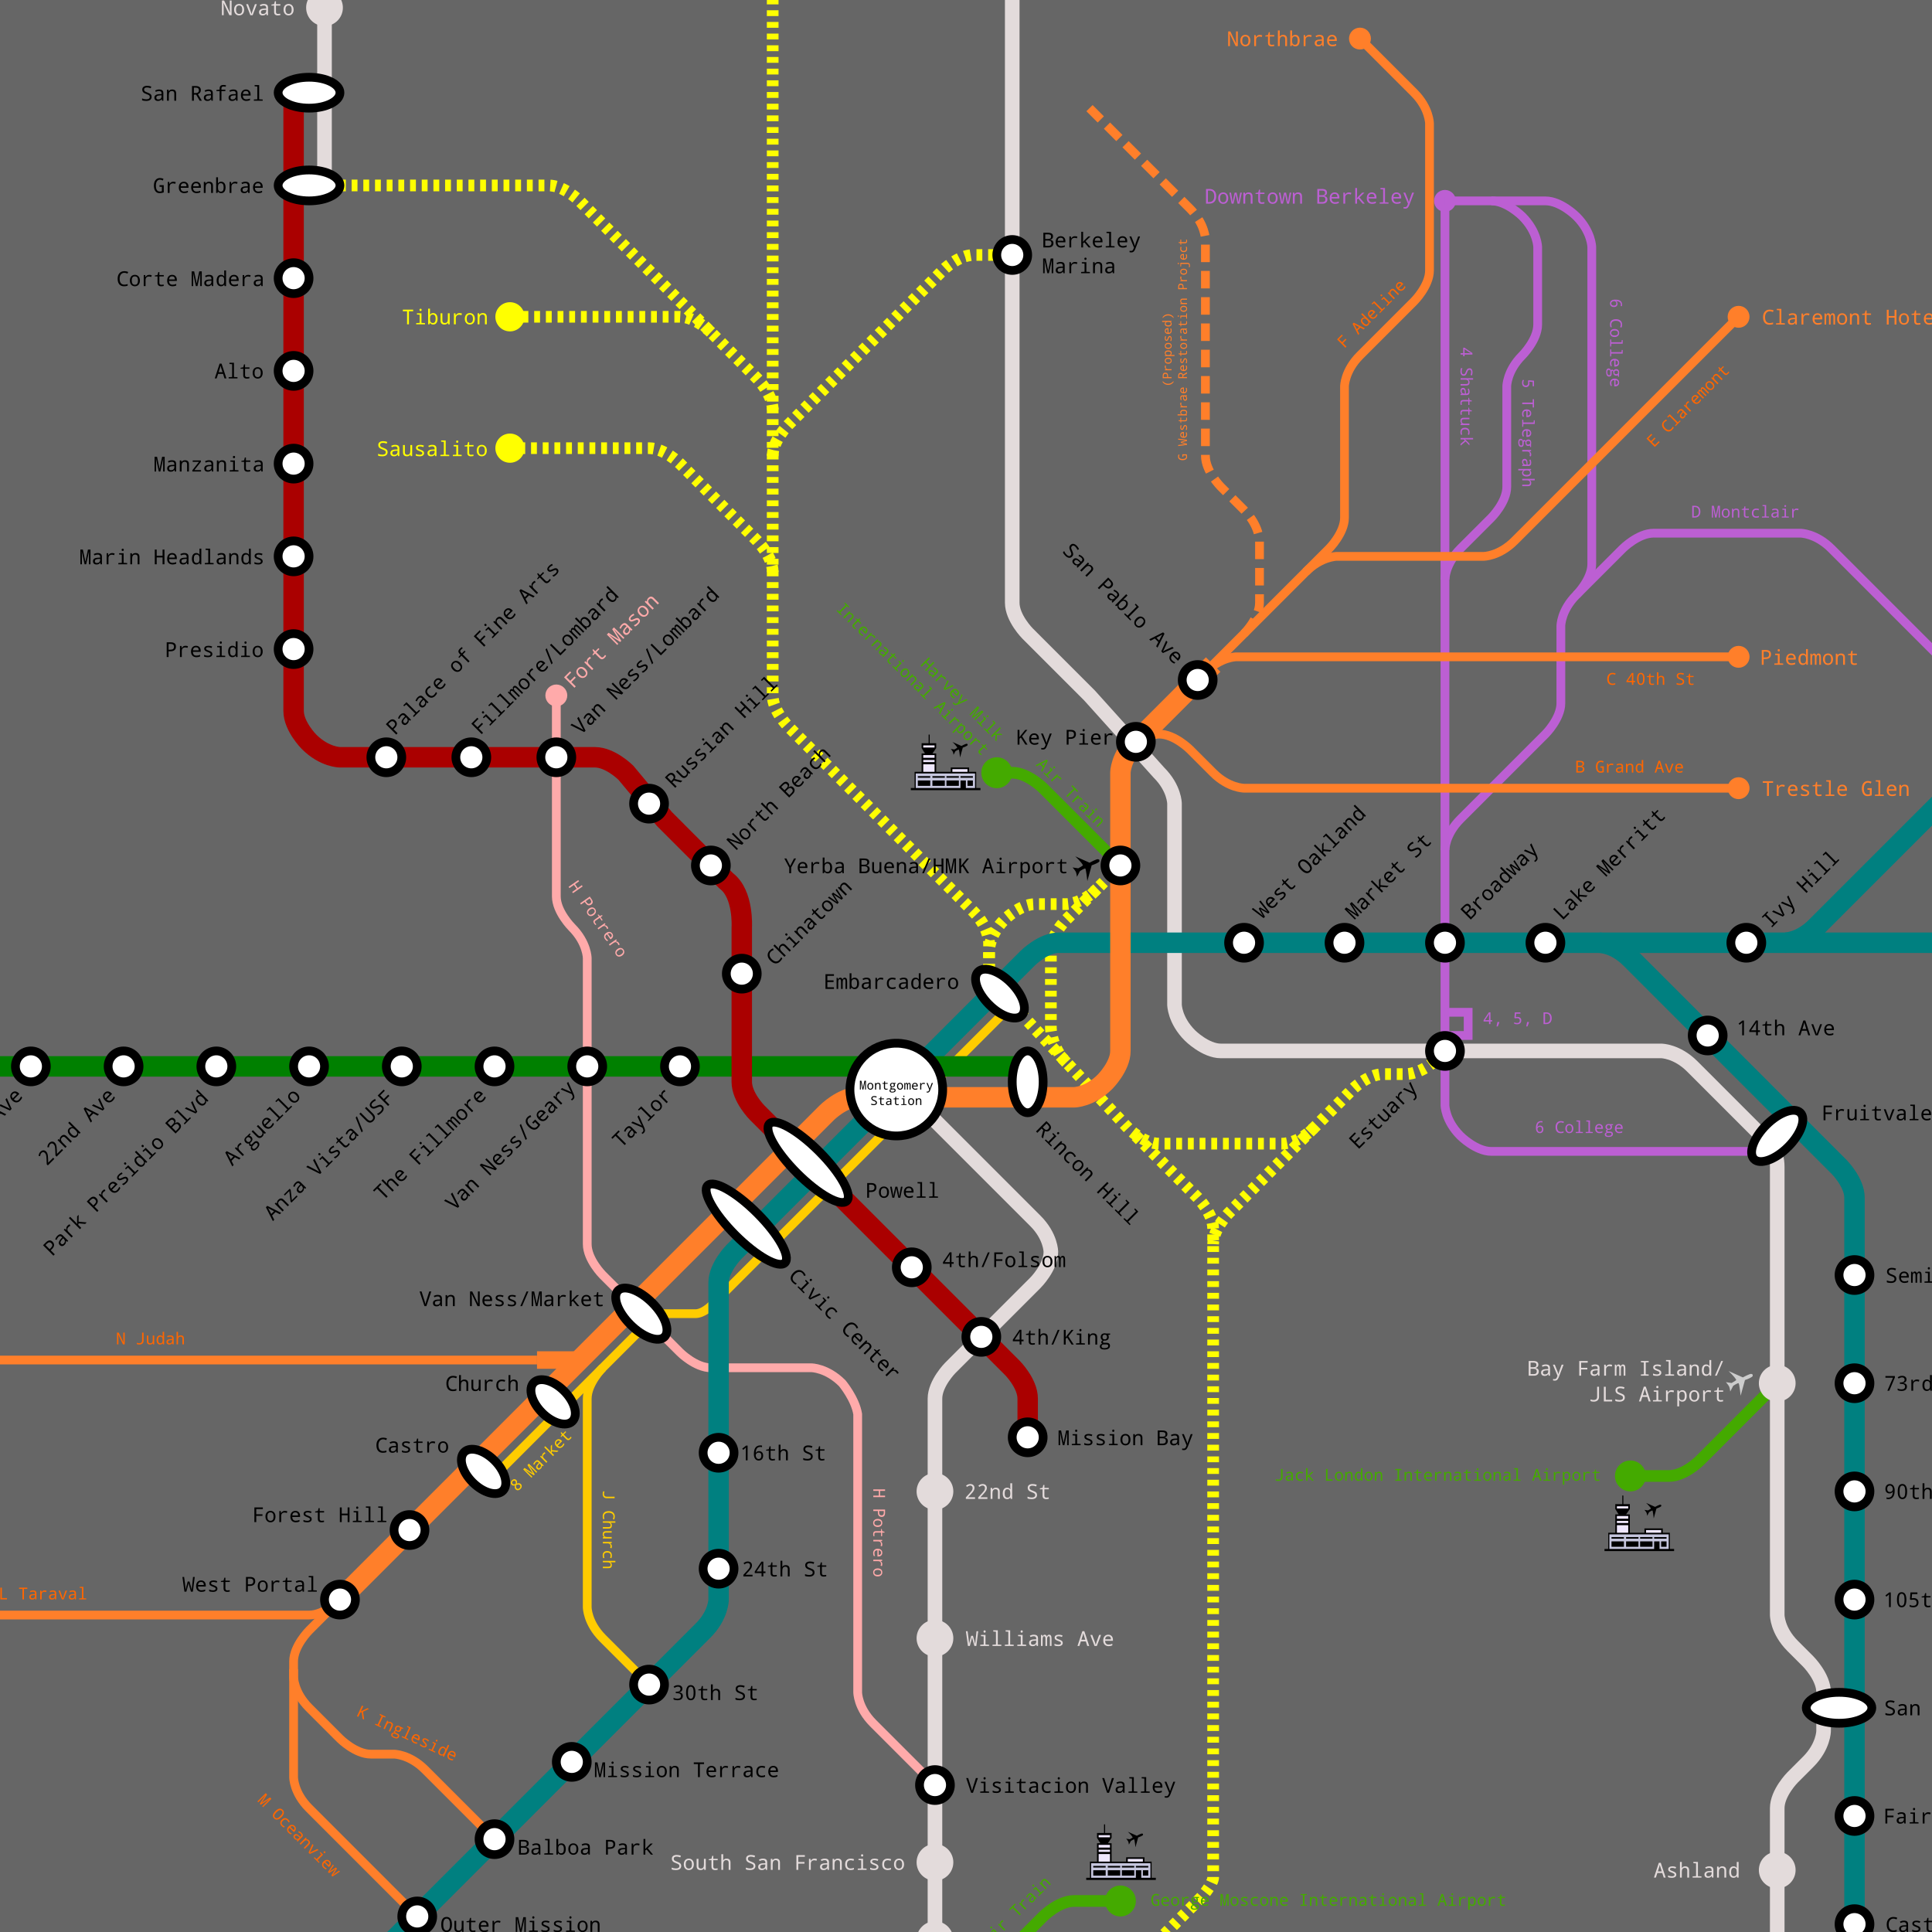 Novato
San Rafael
Greenbrae
Corte Madera
Alto
Manzanita
Marin Headlands
Presidio
Tiburon
Sausalito
Palace of Fine Arts
Fillmore/Lombard
Fort Mason
Van Ness/Lombard
Russian Hill
North Beach
Chinatown
H Potrero
Berkeley
Marina
Northbrae
Downtown Berkeley
G Westbrae Restoration Project
(Proposed)
F Adeline
4 Shattuck
5 Telegraph
6 College
Claremont Hote
E Claremont
D Montclair
San Pablo Ave
Piedmont
C 40th St
Key Pier
B Grand Ave
Trestle Glen
Harvey Milk
International Airport
Air Train
Yerba Buena/HMK Airport
West Oakland
Market St
Broadway
Lake Merritt
Ivy Hill
Embarcadero
4, 5, D
14th Ave
Fruitvale
Estuary
6 College
Montgomery
Station
Rincon Hill
Ave
22nd Ave
Park Presidio Blvd
Arguello
Anza Vista/USF
The Fillmore
Van Ness/Geary
Taylor
Powell
Civic Center
4th/Folsom
4th/King
Mission Bay
Van Ness/Market
N Judah
Church
Castro
8 Market
J Church
Forest Hill
West Portal
L Taraval
K Ingleside
M Oceanview
16th St
24th St
30th St
Mission Terrace
Balboa Park
Outer Mission
H Potrero
22nd St
Williams Ave
Visitacion Valley
South San Francisco
ir Train
George Moscone International Airport
Bay Farm Island/
JLS Airport
Jack London International Airport
Semi
73rd
90th
105t
San
Fair
Ashland
Cast